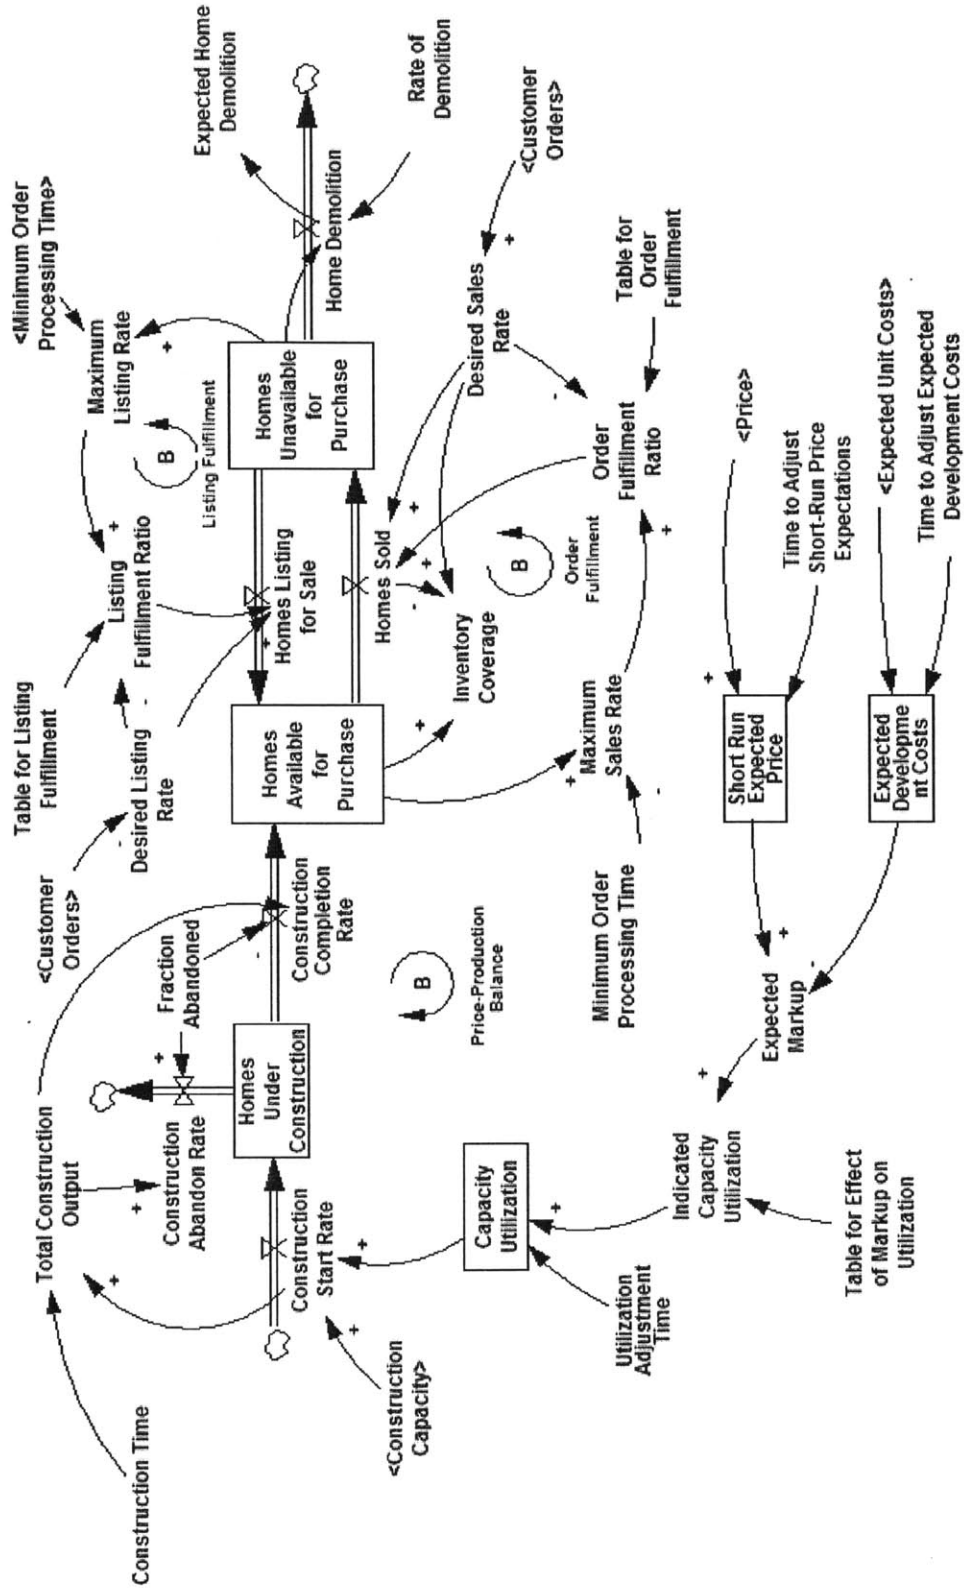 Construction Time
Total Construction
Output
<Customer
Orders>
Table for Listing
Fulfillment
<Minimum Order
Processing Time>
Maximum
Listing Rate
Listing
Fulfillment Ratio
Desired Listing
Rate
Fraction
Abandoned
Construction
Abandon Rate
B
Listing Fulfillment
Expected Home
Demolition
Rate of
Demolition
Home Demolition
Homes
Unavailable
for
Purchase
Homes Listing
for Sale
Homes Sold
Homes
Available
for
Purchase
Construction
Completion
Rate
Homes
Under
Construction
Construction
Start Rate
<Construction
Capacity>
B
Price-Production
Balance
Inventory
Coverage
B
Order
Fulfillment
Desired Sales
Rate
<Customer
Orders>
Order
Fulfillment
Ratio
Table for
Order
Fulfillment
Maximum
Sales Rate
Minimum Order
Processing Time
Capacity
Utilization
Utilization
Adjustment
Time
Indicated
Capacity
Utilization
Table for Effect
of Markup on
Utilization
Expected
Markup
Short Run
Expected
Price
<Price>
Time to Adjust
Short-Run Price
Expectations
Expected
Developme
nt Costs
<Expected Unit Costs>
Time to Adjust Expected
Development Costs